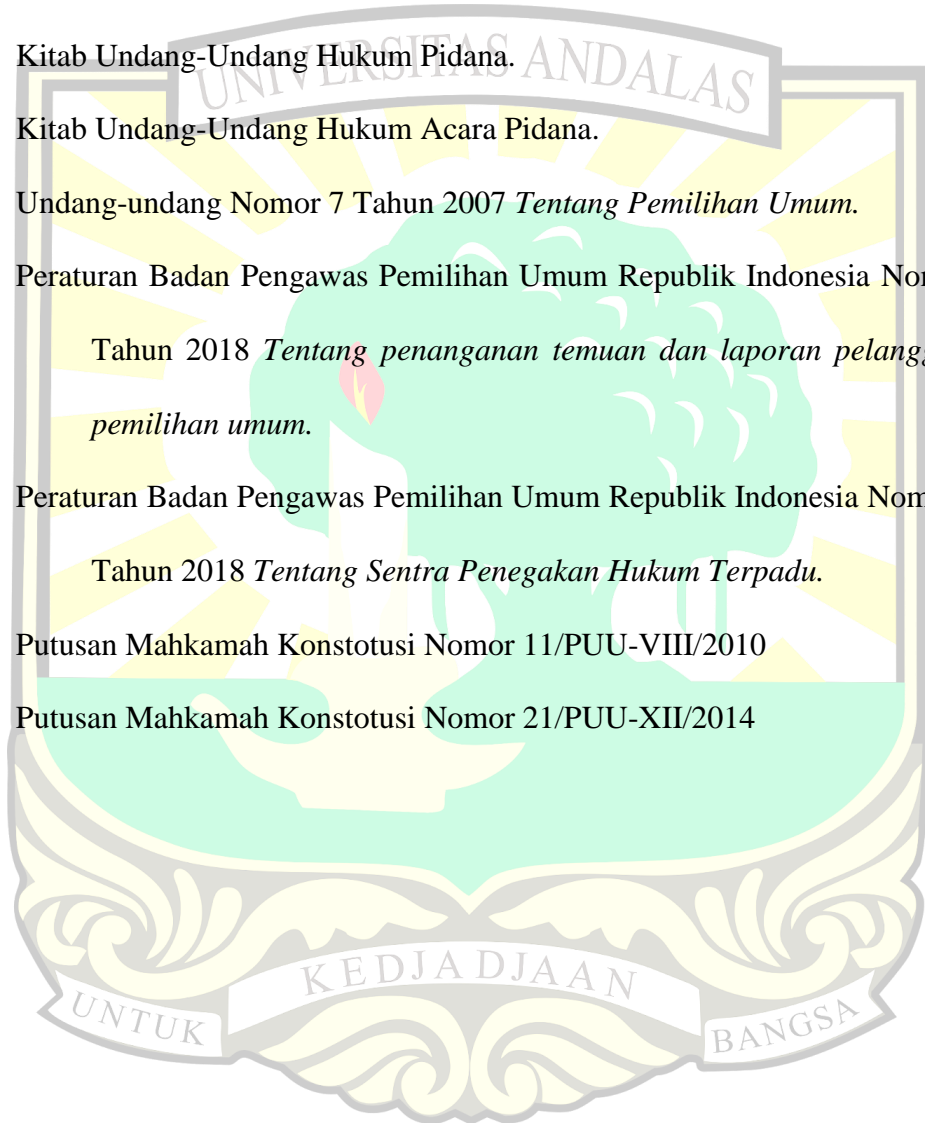 UNIVERSITAS ANDALAS
Kitab Undang-Undang Hukum Pidana.
Kitab Undang-Undang Hukum Acara Pidana.
Undang-undang Nomor 7 Tahun 2007 Tentang Pemilihan Umum.
Peraturan Badan Pengawas Pemilihan Umum Republik Indonesia
Tahun 2018 Tentang penanganan temuan dan laporan
pemilihan umum.
Peraturan Badan Pengawas Pemilihan Umum Republik Indonesia
Tahun 2018 Tentang Sentra Penegakan Hukum Terpadu.
Putusan Mahkamah Konstotusi Nomor 11/PUU-VIII/2010
Putusan Mahkamah Konstotusi Nomor 21/PUU-XII/2014
UNTUK KEDJADJAAN BANGSA